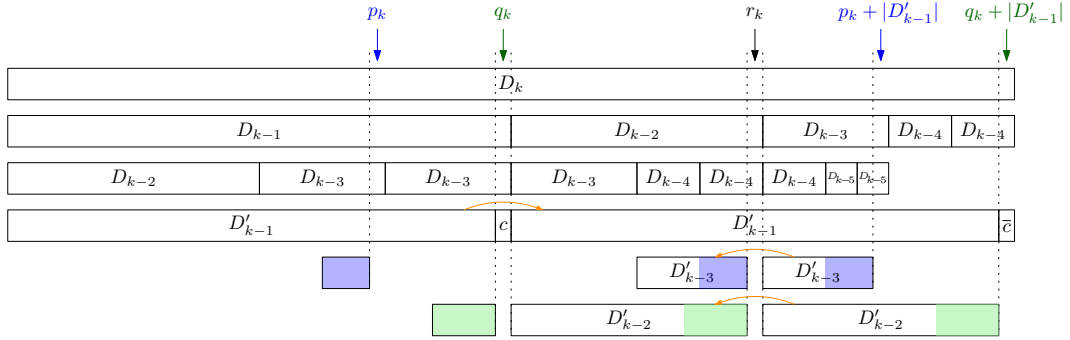 p_k q_k r_k p_k + |D′_{k−1}| q_k + |D′_{k−1}|
D_k
D_{k−1} D_{k−2} D_{k−3} D_{k−4} D_{k−4}
D_{k−2} D_{k−3} D_{k−3} D_{k−3} D_{k−4} D_{k−4} D_{k−4} D_{k−5} D_{k−5}
D′_{k−1} c D′_{k−1} c̅
D′_{k−3} D′_{k−3}
D′_{k−2} D′_{k−2}